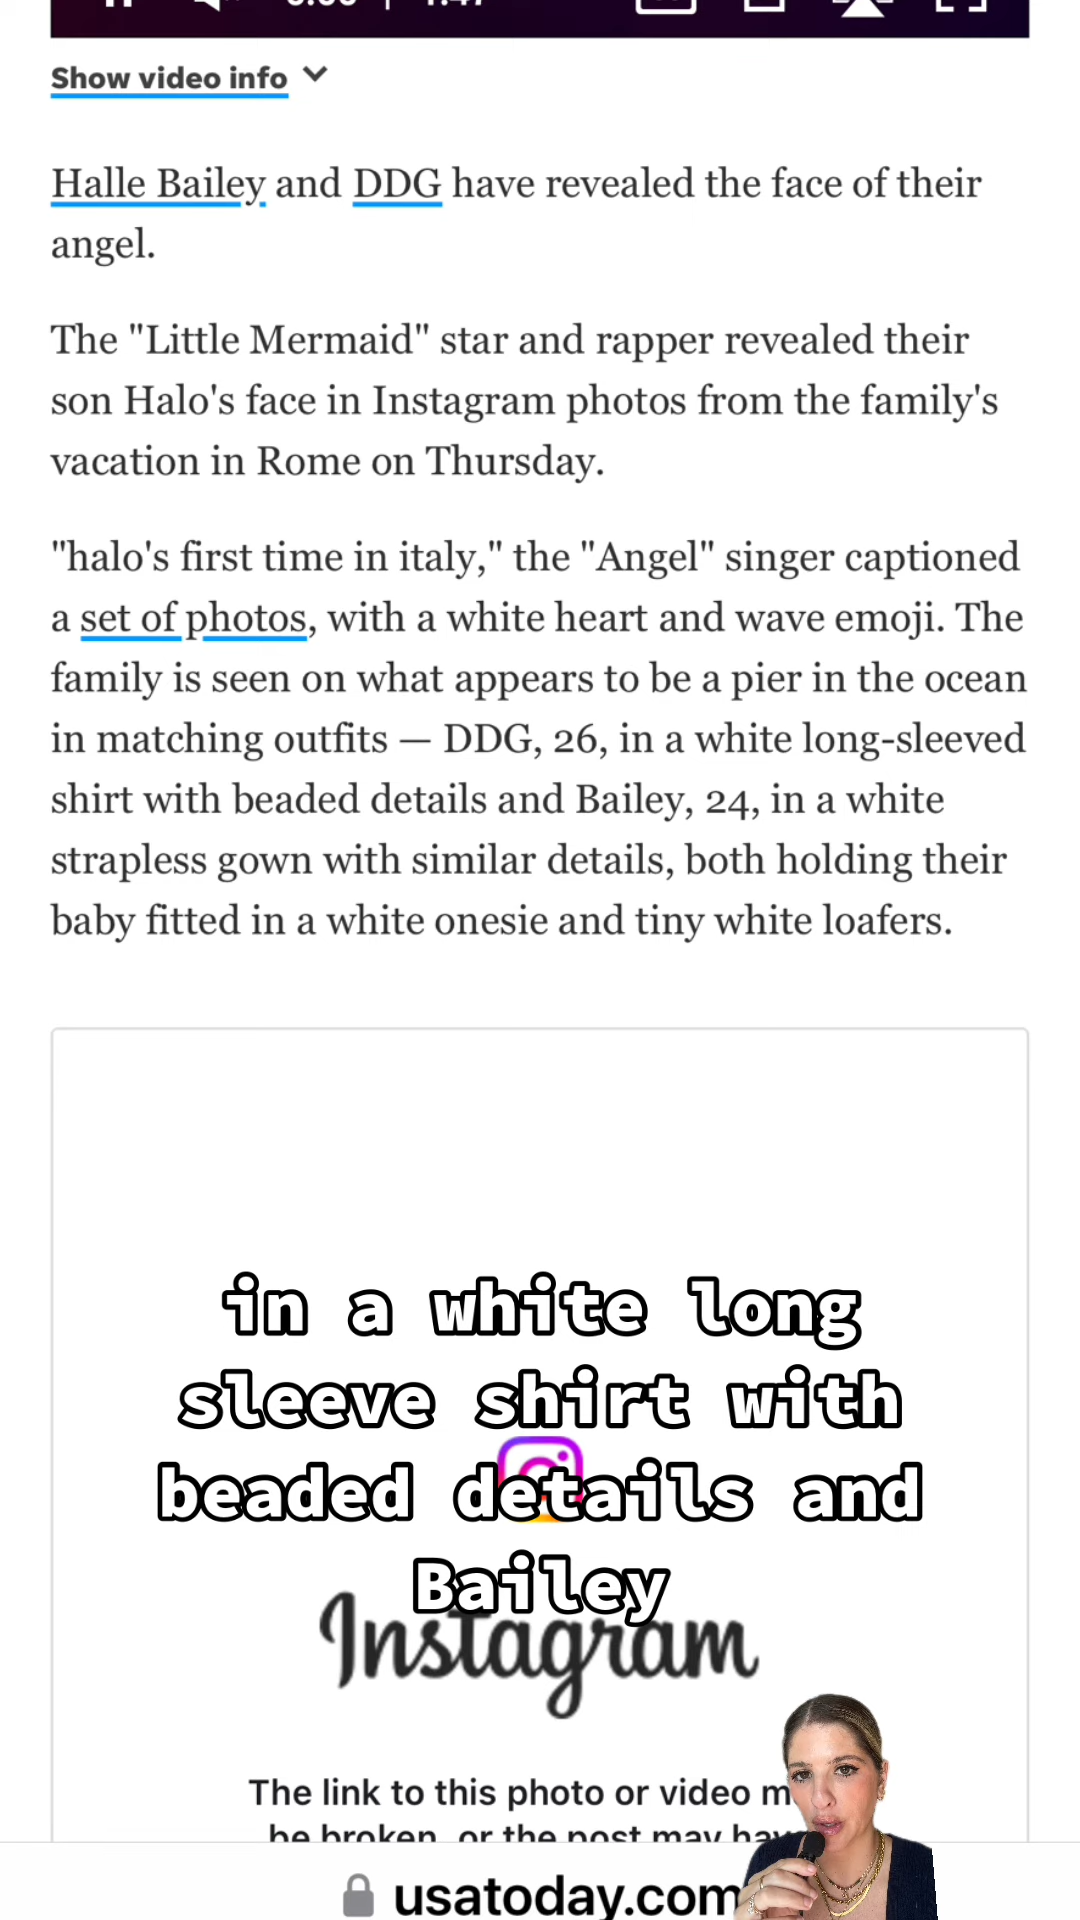 Show video info
Halle Bailey and DDG have revealed the face of their
angel.
The "Little Mermaid" star and rapper revealed their
son Halo's face in Instagram photos from the family's
vacation in Rome on Thursday.
"halo's first time in italy," the "Angel" singer captioned
a set of photos, with a white heart and wave emoji. The
family is seen on what appears to be a pier in the ocean
in matching outfits — DDG, 26, in a white long-sleeved
shirt with beaded details and Bailey, 24, in a white
strapless gown with similar details, both holding their
baby fitted in a white onesie and tiny white loafers.
in a white long
sleeve shirt with
beaded details and
Bailey
Instagram
The link to this photo or video
be broken, or the post may
usatoday.com